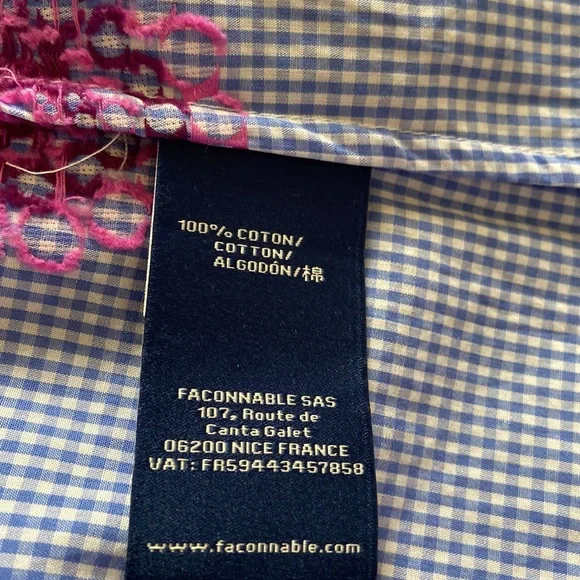 100% COTON/
COTTON/
ALGODÓN/棉
FACONNABLE SAS
107, Route de
Canta Galet
06200 NICE FRANCE
VAT: FR59443457858
www.faconnable.com